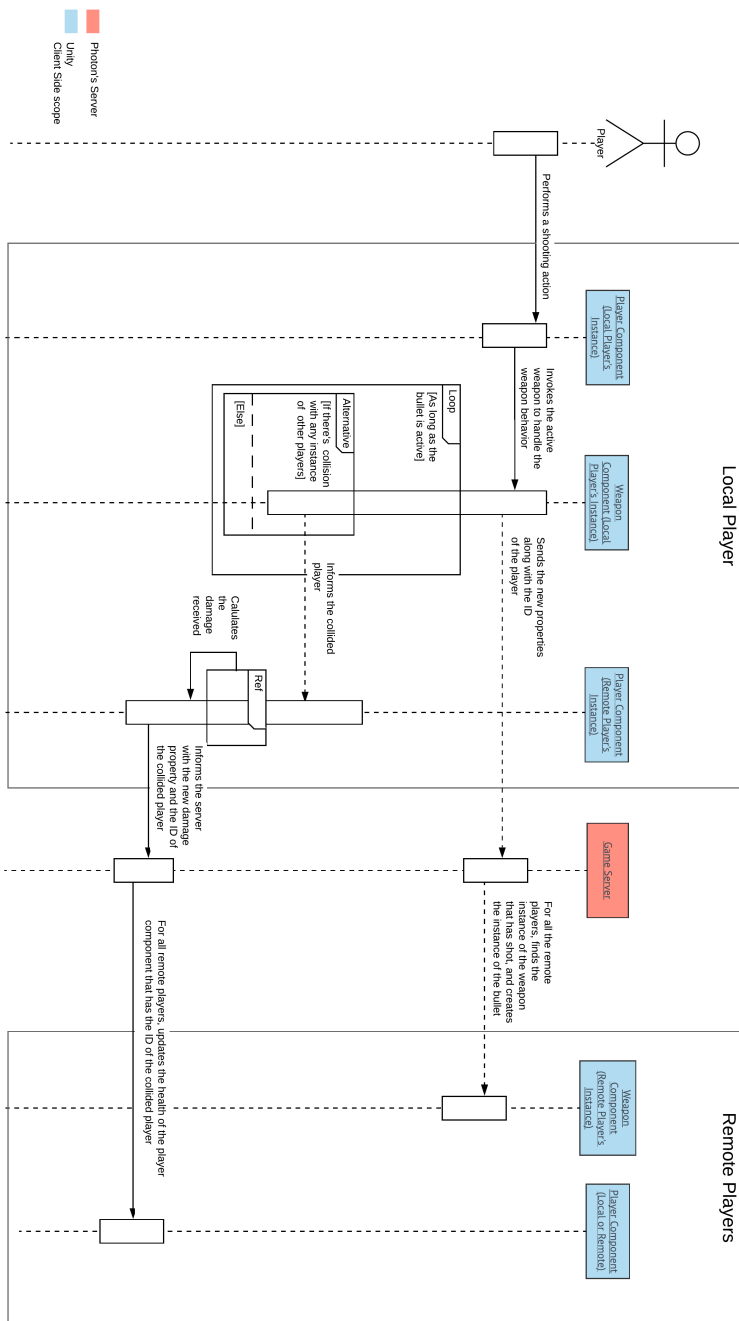 Local Player
Remote Players
Player
Player Component
(Local Player's
Instance)
Weapon
Component (Local
Player's Instance)
Player Component
(Remote Player's
Instance)
Game Server
Weapon
Component
(Remote Player's
Instance)
Player Component
(Local or Remote)
Performs a shooting action
Invokes the active
weapon to handle the
weapon behavior
Sends the new properties
along with the ID
of the player
For all the remote
players, finds the
instance of the weapon
that has shot, and creates
the instance of the bullet
Loop
[As long as the
bullet is active]
Alternative
[If there's collision
with any instance
of other players]
[Else]
Informs the collided
player
Ref
Calulates
the
damage
received
Informs the server
with the new damage
property and the ID of
the collided player
For all remote players, updates the health of the player
component that has the ID of the collided player
Photon's Server
Unity
Client Side scope